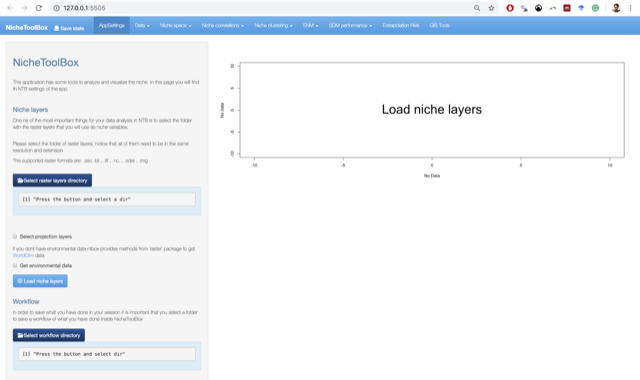 127.0.0.1:5505
NicheToolBox
Save state
AppSettings
Data
Niche space
Niche correlations
Niche clustering
ENM
SDM performance
Extrapolation Risk
GIS Tools
NicheToolBox
This application has some tools to analyze and visualize the niche. In this page you will find
th NTB settings of the app.
Niche layers
One ne of the most important things for your data analysis in NTB is to select the folder
with the raster layers that you will use as niche variables.
Please select the folder of raster layers; notice that all of them need to be in the same
resolution and extension
The supported raster formats are: .asc, .bil, .tif, .nc, .sdat, .img
Select raster layers directory
[1] "Press the button and select a dir"
Select projection layers
If you dont have environmental data ntbox provides methods from 'raster' package to get
WorldClim data
Get environmental data
Load niche layers
Workflow
In order to save what you have done in your session it is important that you select a folder
to save a workflow of what you have done inside NicheToolBox
Select workflow directory
[1] "Press the button and select dir"
No data
10
5
0
-5
-10
Load niche layers
-10
-5
0
5
10
No Data